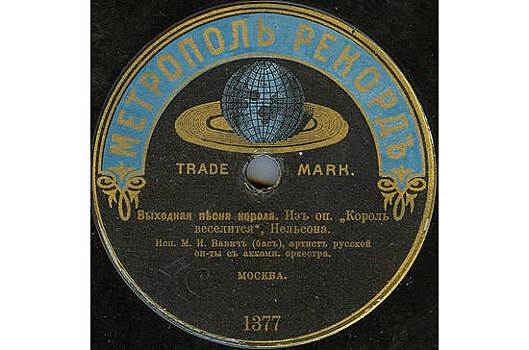 МЕТРОПОЛЬ РЕКОРДЪ
TRADE MARK.
Выходная пѣсня короля. Изъ оп. „Король
веселится“, Нельсона.
Исп. М. И. Вавичъ (басъ), артистъ русской
оп-ты съ аккомп. оркестра.
МОСКВА.
1377